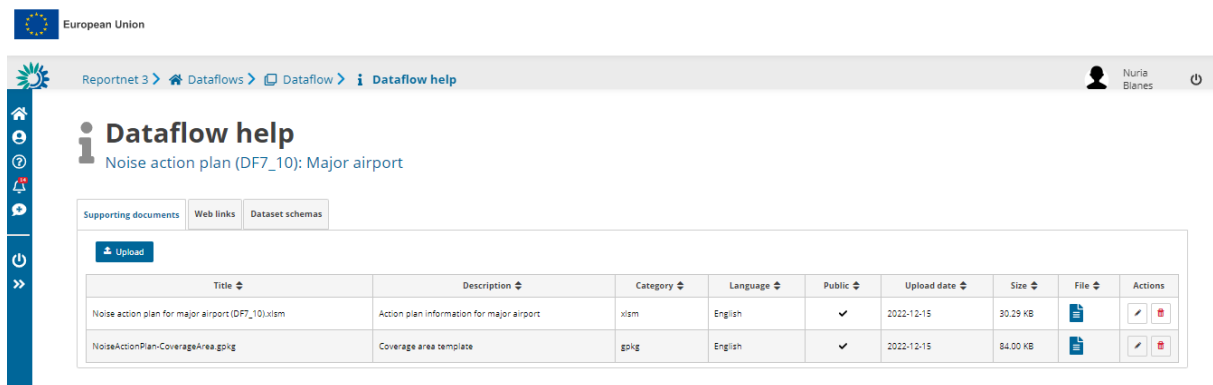 European Union
Reportnet 3 Dataflows Dataflow Dataflow help
Nuria
Blanes
Dataflow help
Noise action plan (DF7_10): Major airport
Supporting documents Web links Dataset schemas
Upload
Title Description Category Language Public Upload date Size File Actions
Noise action plan for major airport (DF7_10).xlsm Action plan information for major airport xlsm English 2022-12-15 30.29 KB
NoiseActionPlan-CoverageArea.gpkg Coverage area template gpkg English 2022-12-15 84.00 KB